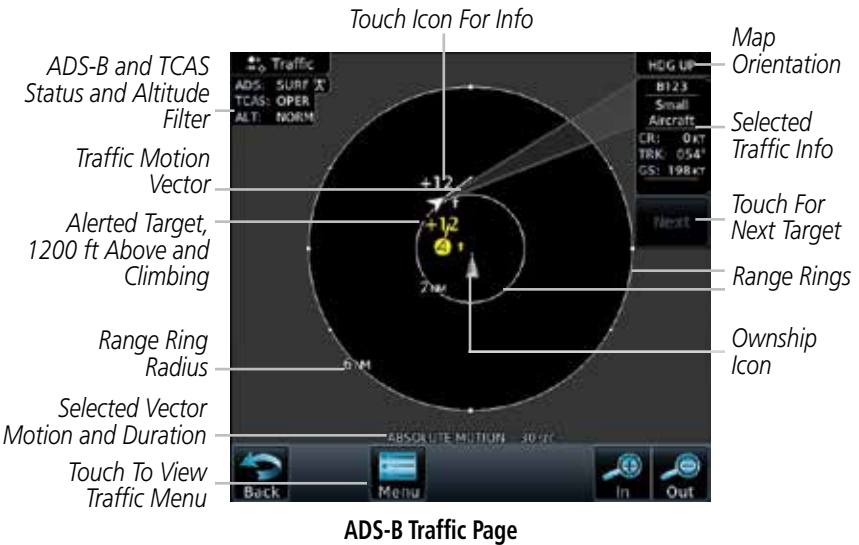 Touch Icon For Info
Map
Orientation
ADS-B and TCAS
Status and Altitude
Filter
Traffic
ADS: SURF
TCAS: OPER
ALT: NORM
HDG UP
B123
Small
Aircraft
CR: 0KT
TRK: 054°
GS: 198KT
Selected
Traffic Info
Traffic Motion
Vector
+12
Alerted Target,
1200 ft Above and
Climbing
+12
Next
Touch For
Next Target
Range Rings
2NM
Ownship
Icon
Range Ring
Radius
6 NM
Selected Vector
Motion and Duration
ABSOLUTE MOTION 30
Touch To View
Traffic Menu
Back
Menu
In
Out
ADS-B Traffic Page